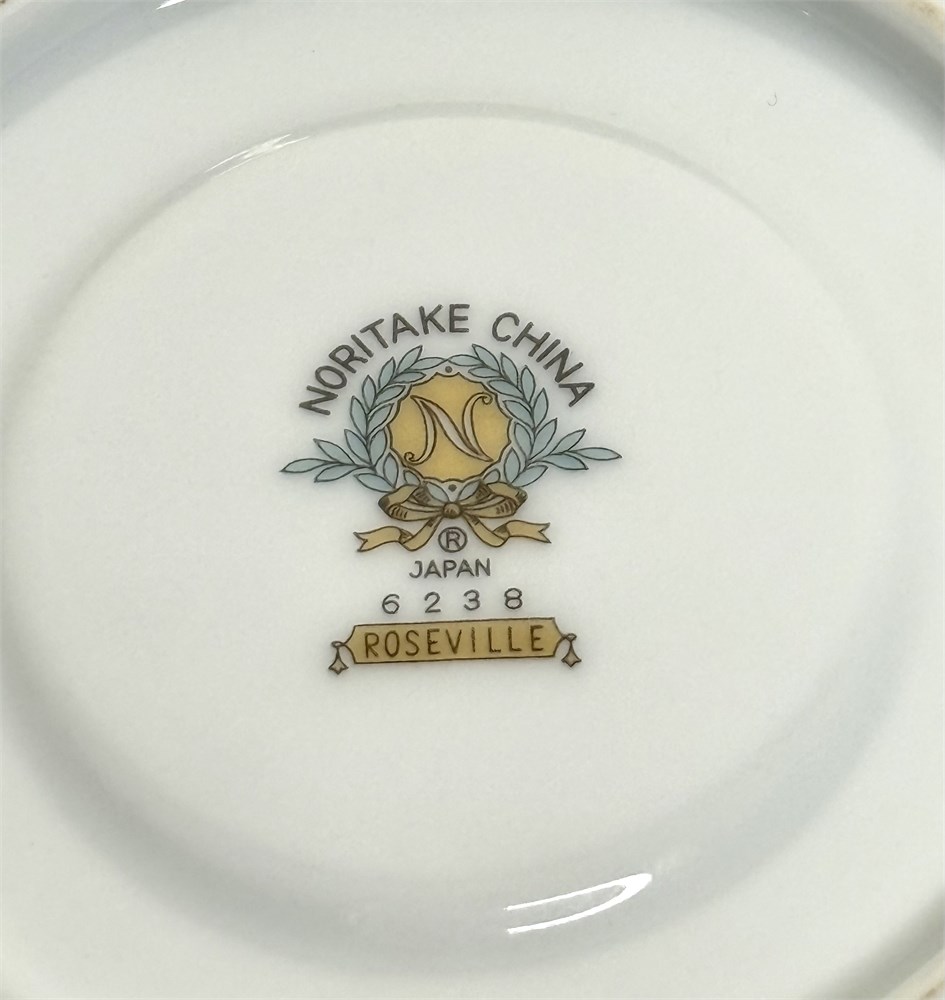 NORITAKE CHINA
N
®
JAPAN
6238
ROSEVILLE